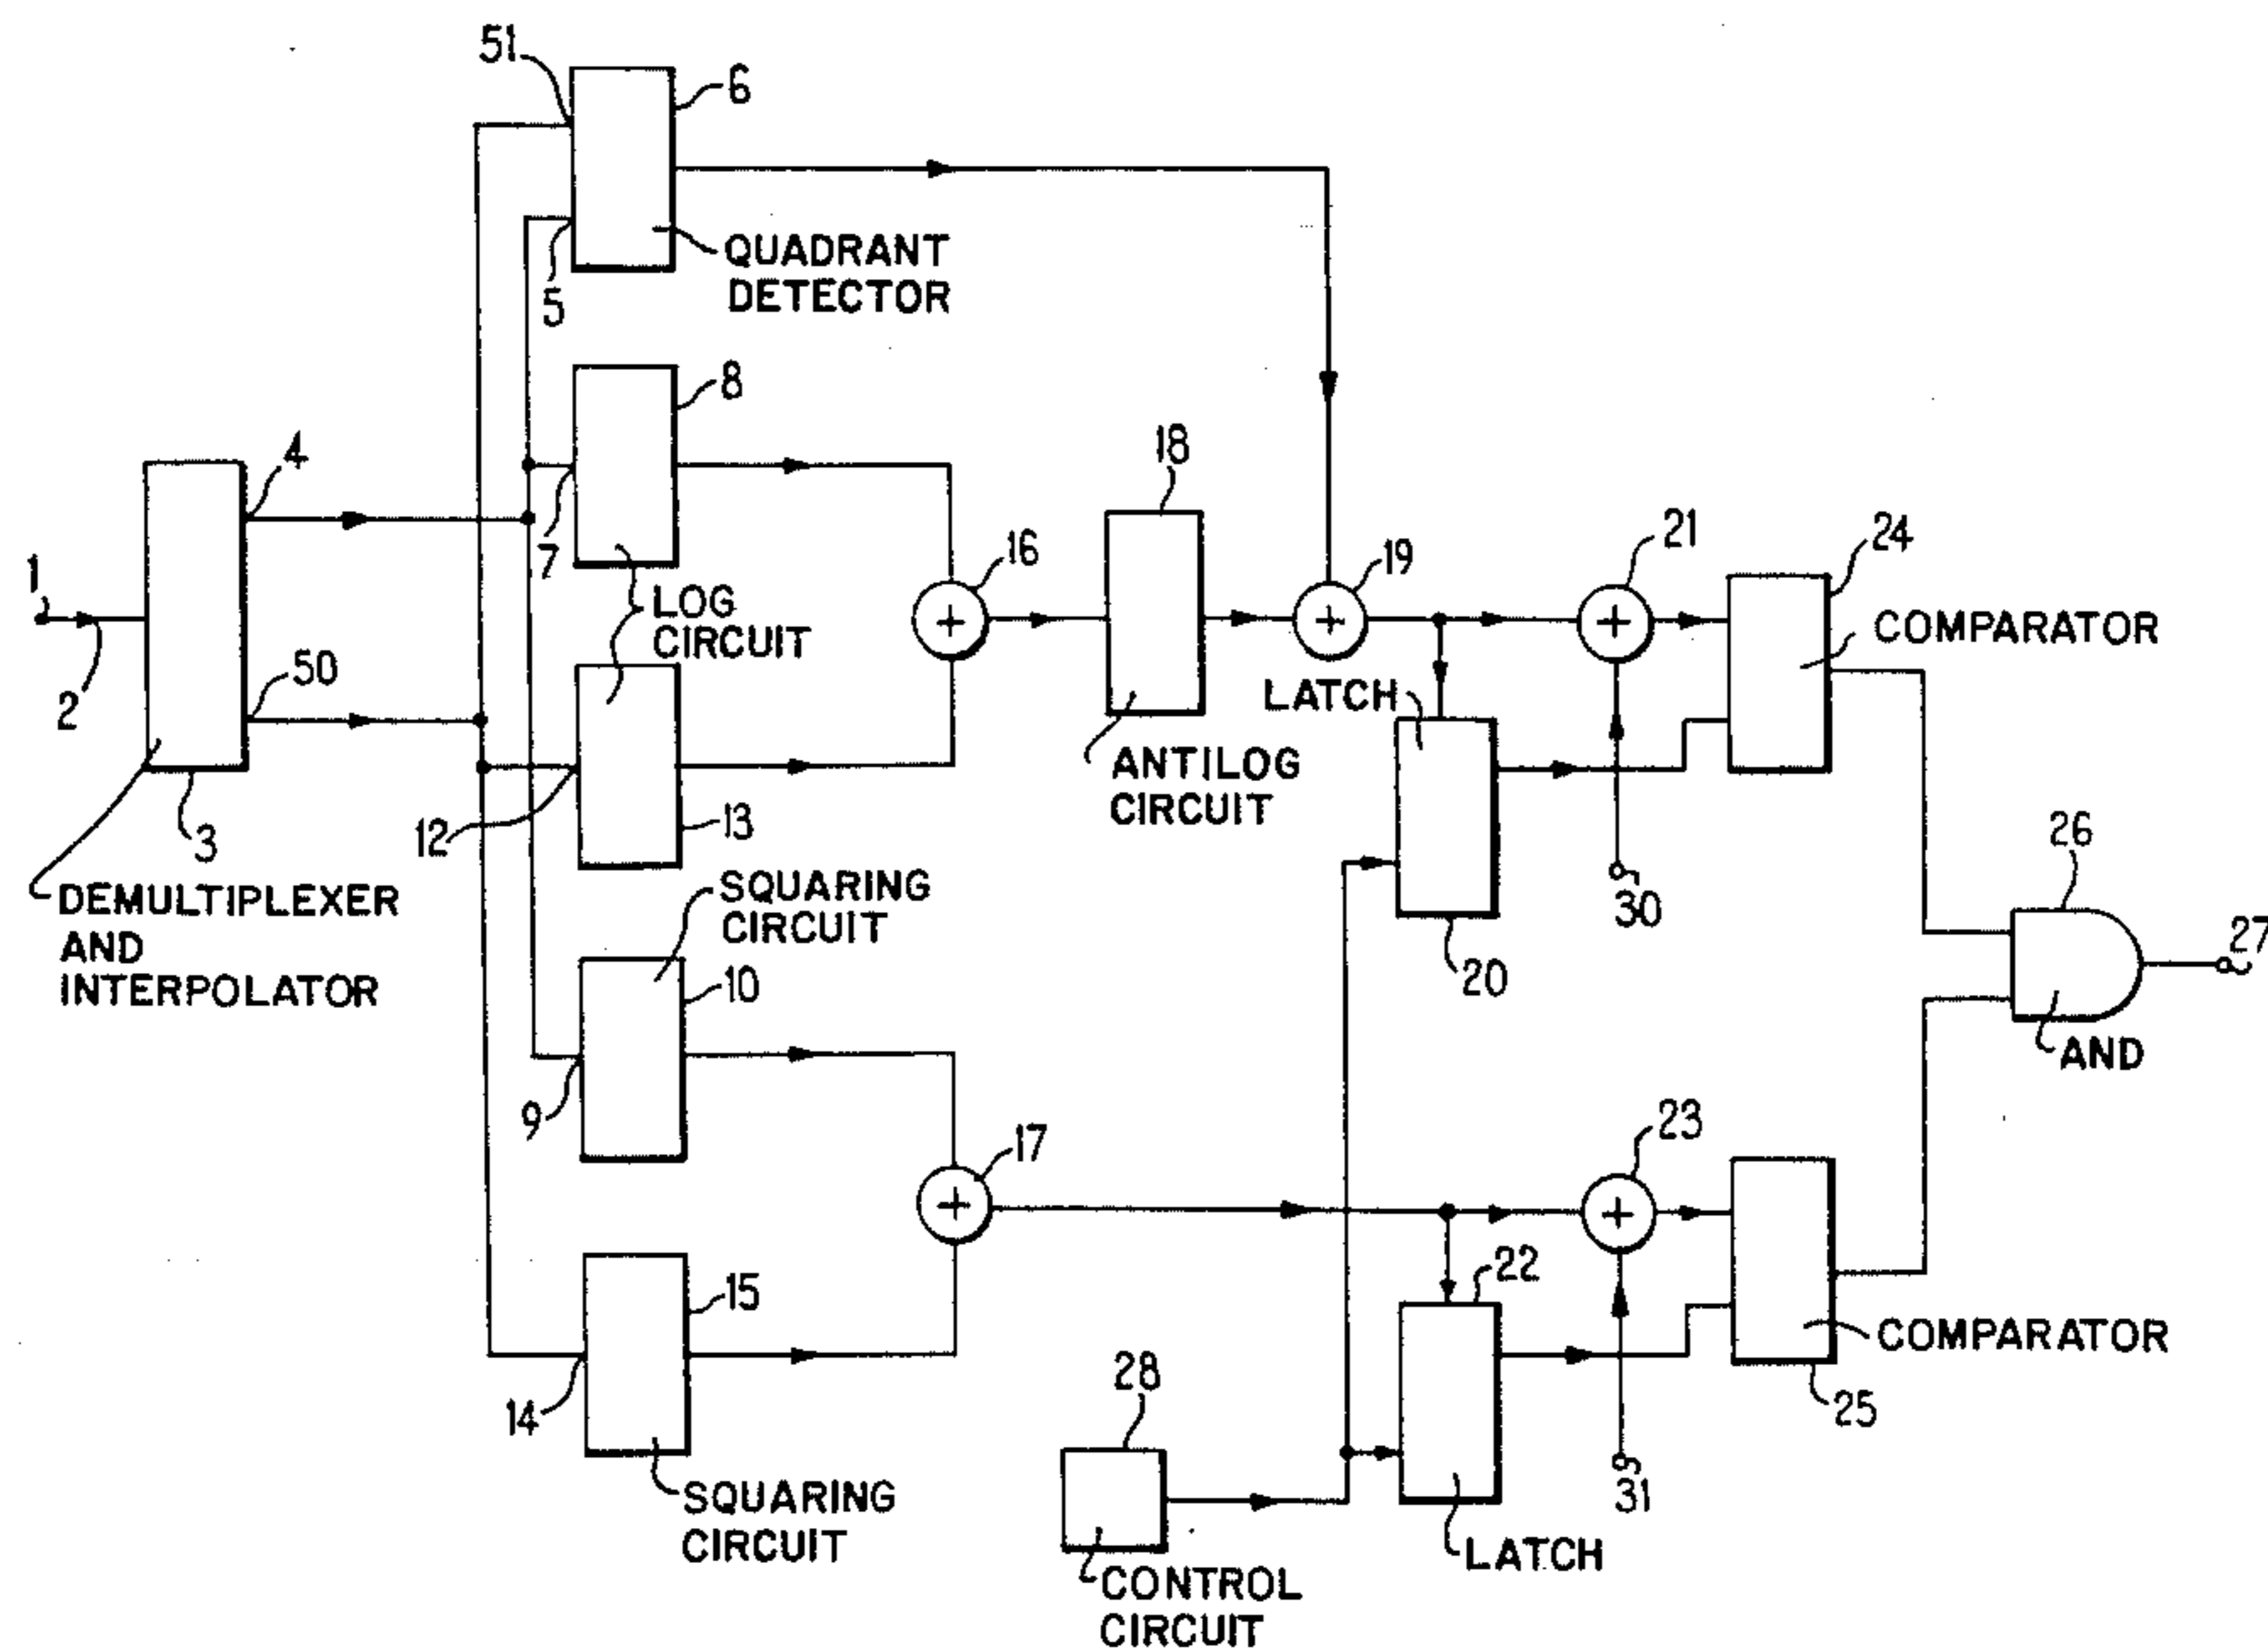 51
6
QUADRANT
DETECTOR
5
8
4
18
7
16
19
21
24
1
LOG
CIRCUIT
COMPARATOR
2
50
LATCH
ANTILOG
CIRCUIT
12
13
3
26
30
27
DEMULTIPLEXER
AND
INTERPOLATOR
SQUARING
CIRCUIT
10
20
AND
9
17
23
15
22
COMPARATOR
14
28
25
31
SQUARING
CIRCUIT
LATCH
CONTROL
CIRCUIT